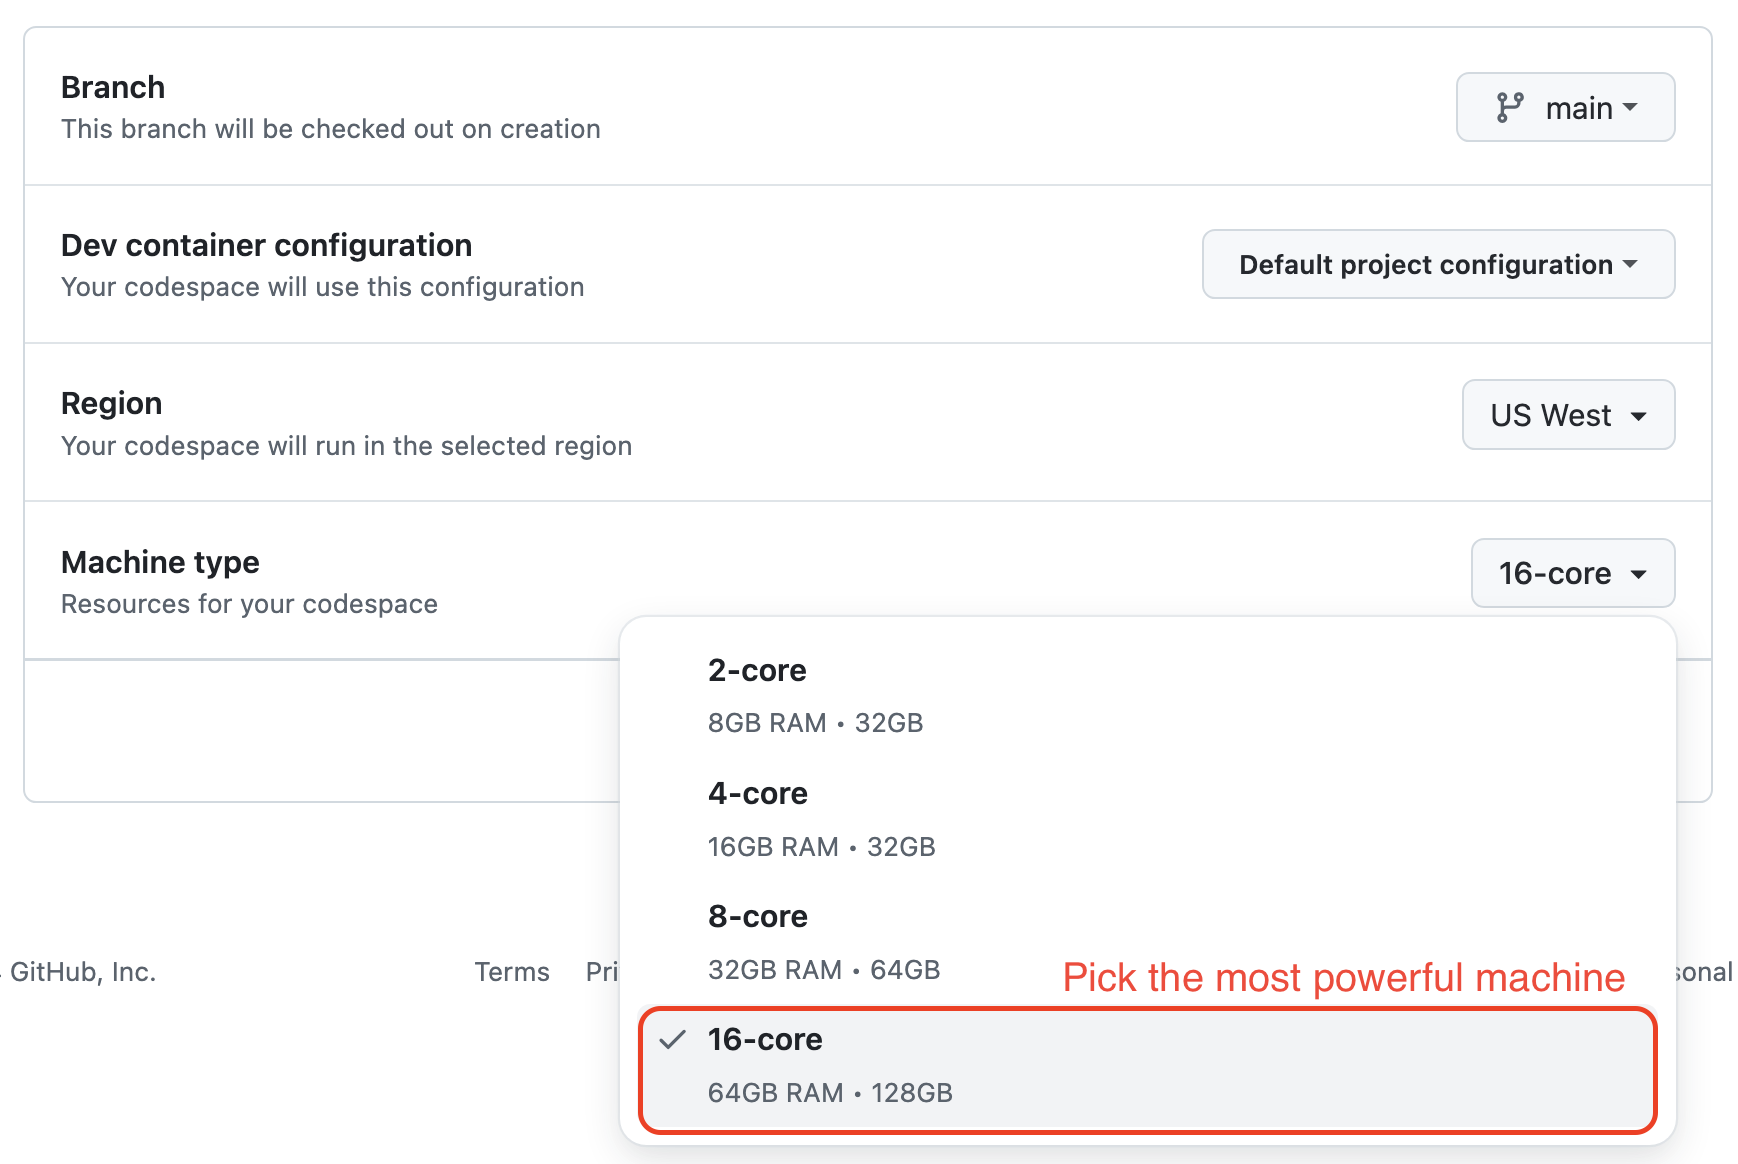 Branch
This branch will be checked out on creation
main
Dev container configuration
Your codespace will use this configuration
Default project configuration
Region
Your codespace will run in the selected region
US West
Machine type
Resources for your codespace
16-core
2-core
8GB RAM • 32GB
4-core
16GB RAM • 32GB
8-core
32GB RAM • 64GB
Pick the most powerful machine
16-core
64GB RAM • 128GB
GitHub, Inc.
Terms